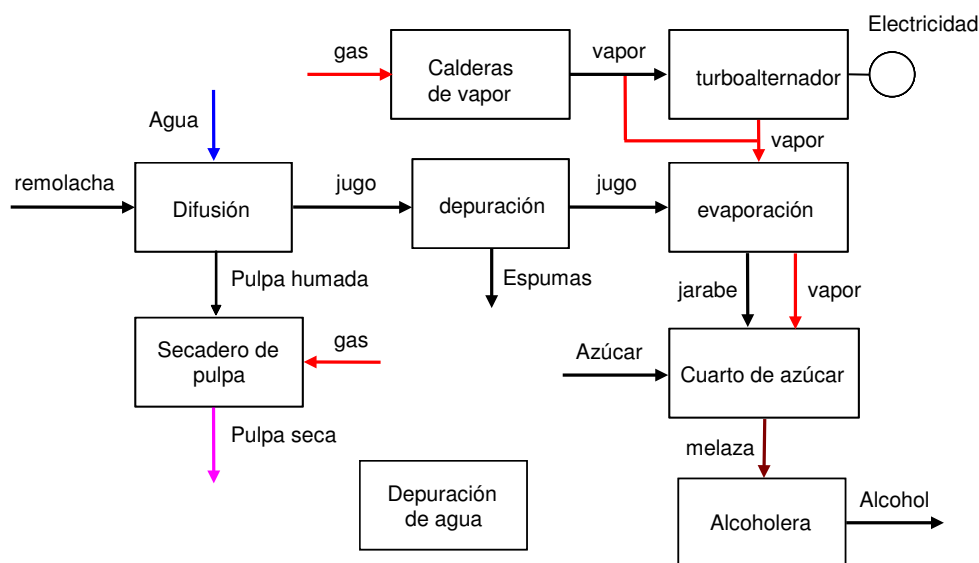 Electricidad
gas
Calderas
de vapor
vapor
turboalternador
Agua
vapor
remolacha
Difusión
jugo
depuración
jugo
evaporación
Pulpa humada
Espumas
jarabe
vapor
Secadero de
pulpa
gas
Azúcar
Cuarto de azúcar
Pulpa seca
melaza
Depuración
de agua
Alcoholera
Alcohol